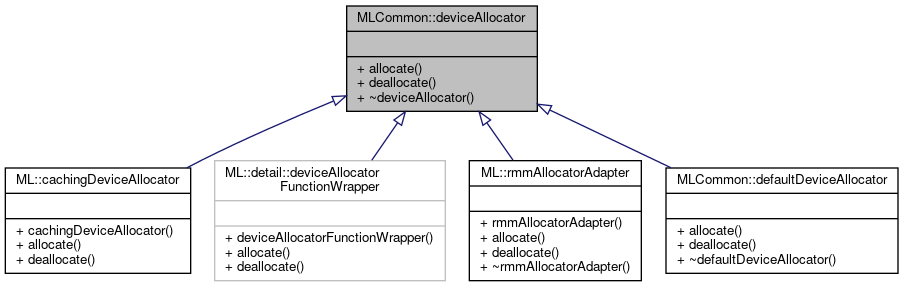 MLCommon::deviceAllocator
+ allocate()
+ deallocate()
+ ~deviceAllocator()
ML::cachingDeviceAllocator
+ cachingDeviceAllocator()
+ allocate()
+ deallocate()
ML::detail::deviceAllocator
FunctionWrapper
+ deviceAllocatorFunctionWrapper()
+ allocate()
+ deallocate()
ML::rmmAllocatorAdapter
+ rmmAllocatorAdapter()
+ allocate()
+ deallocate()
+ ~rmmAllocatorAdapter()
MLCommon::defaultDeviceAllocator
+ allocate()
+ deallocate()
+ ~defaultDeviceAllocator()